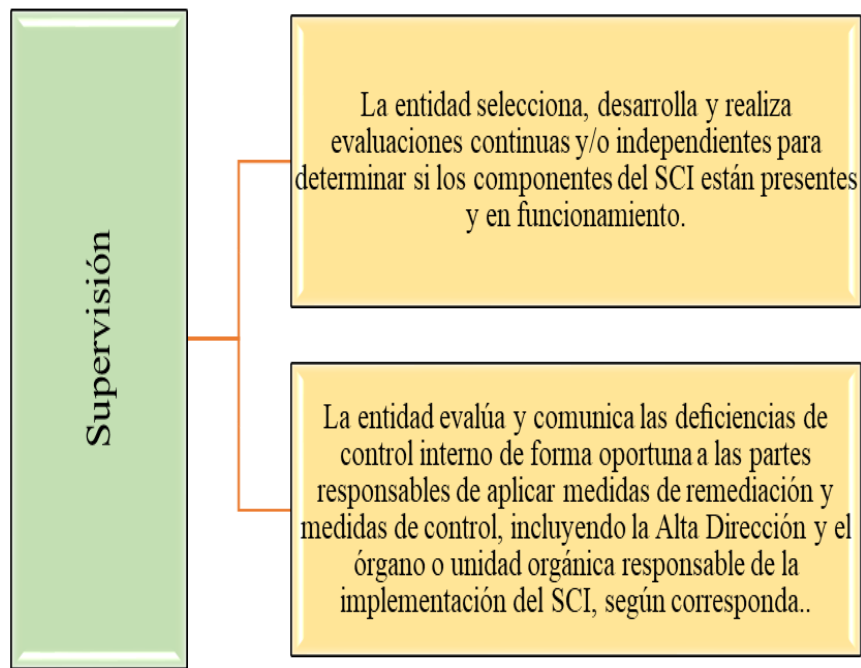 Supervisión
La entidad selecciona, desarrolla y realiza
evaluaciones continuas y/o independientes para
determinar si los componentes del SCI están presentes
y en funcionamiento.
La entidad evalúa y comunica las deficiencias de
control interno de forma oportuna a las partes
responsables de aplicar medidas de remediación y
medidas de control, incluyendo la Alta Dirección y el
órgano o unidad orgánica responsable de la
implementación del SCI, según corresponda..